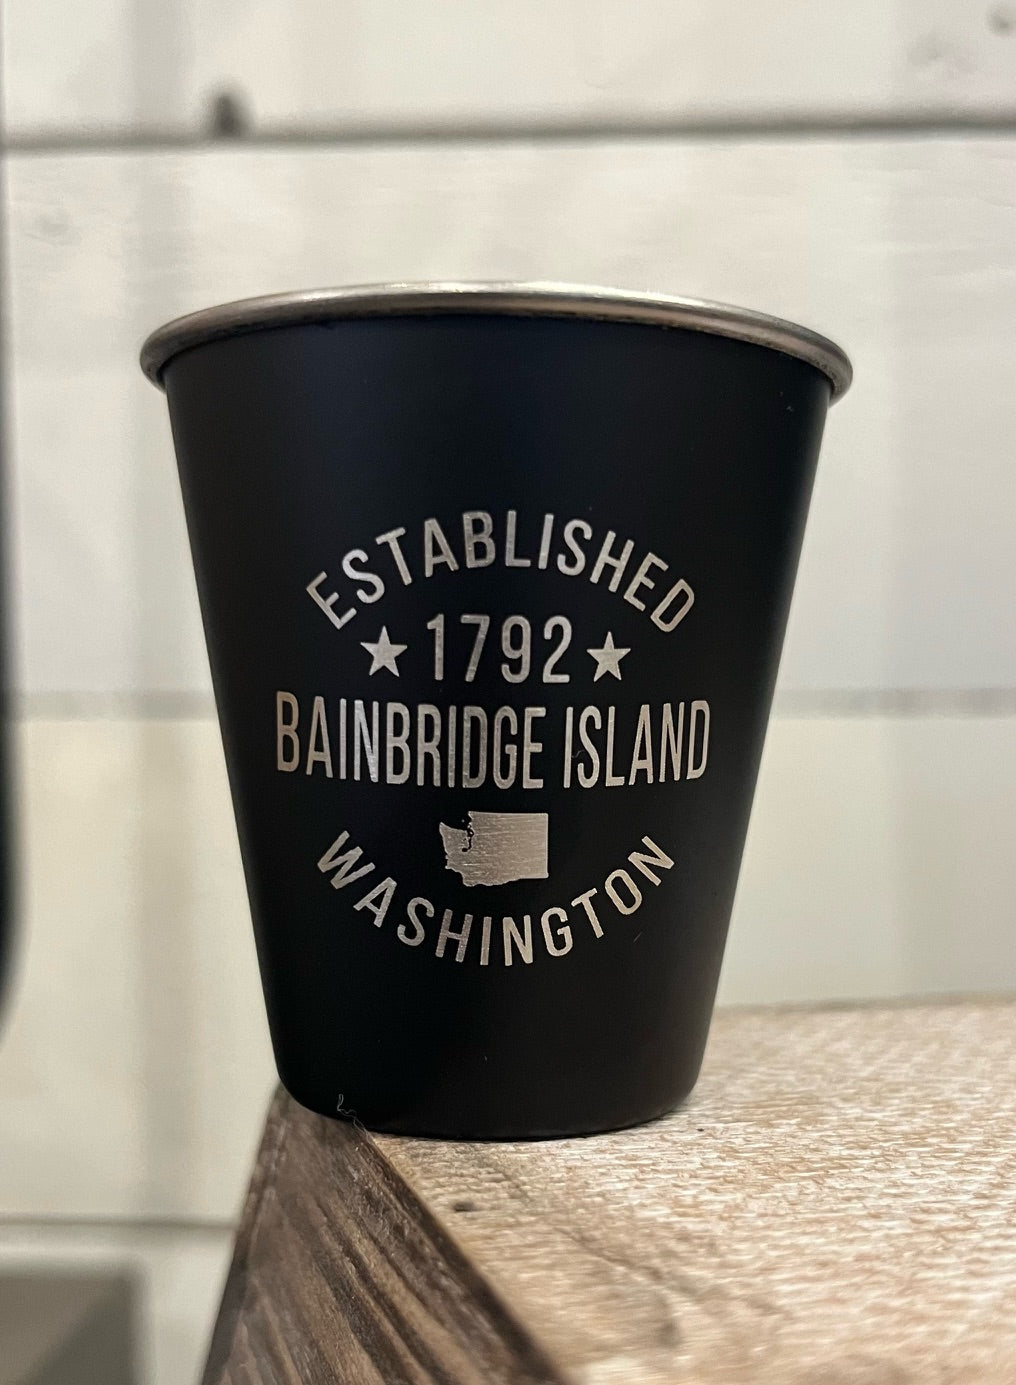 ESTABLISHED
1792
BAINBRIDGE ISLAND
WASHINGTON